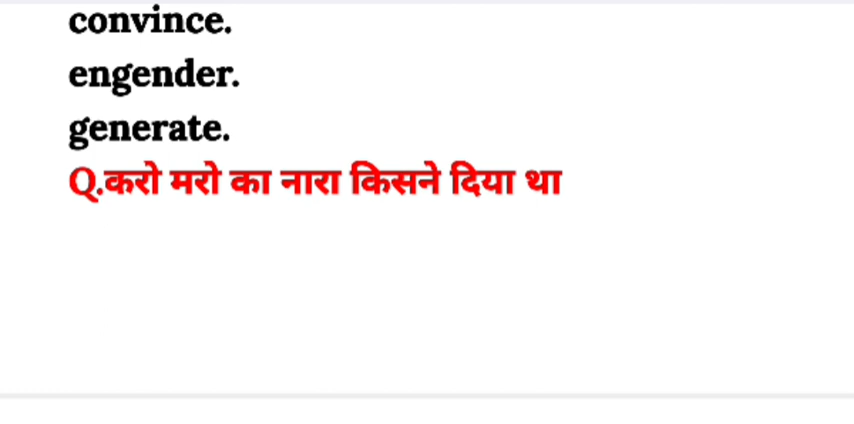 convince.
engender.
generate.
Q.करो मरो का नारा किसने दिया था